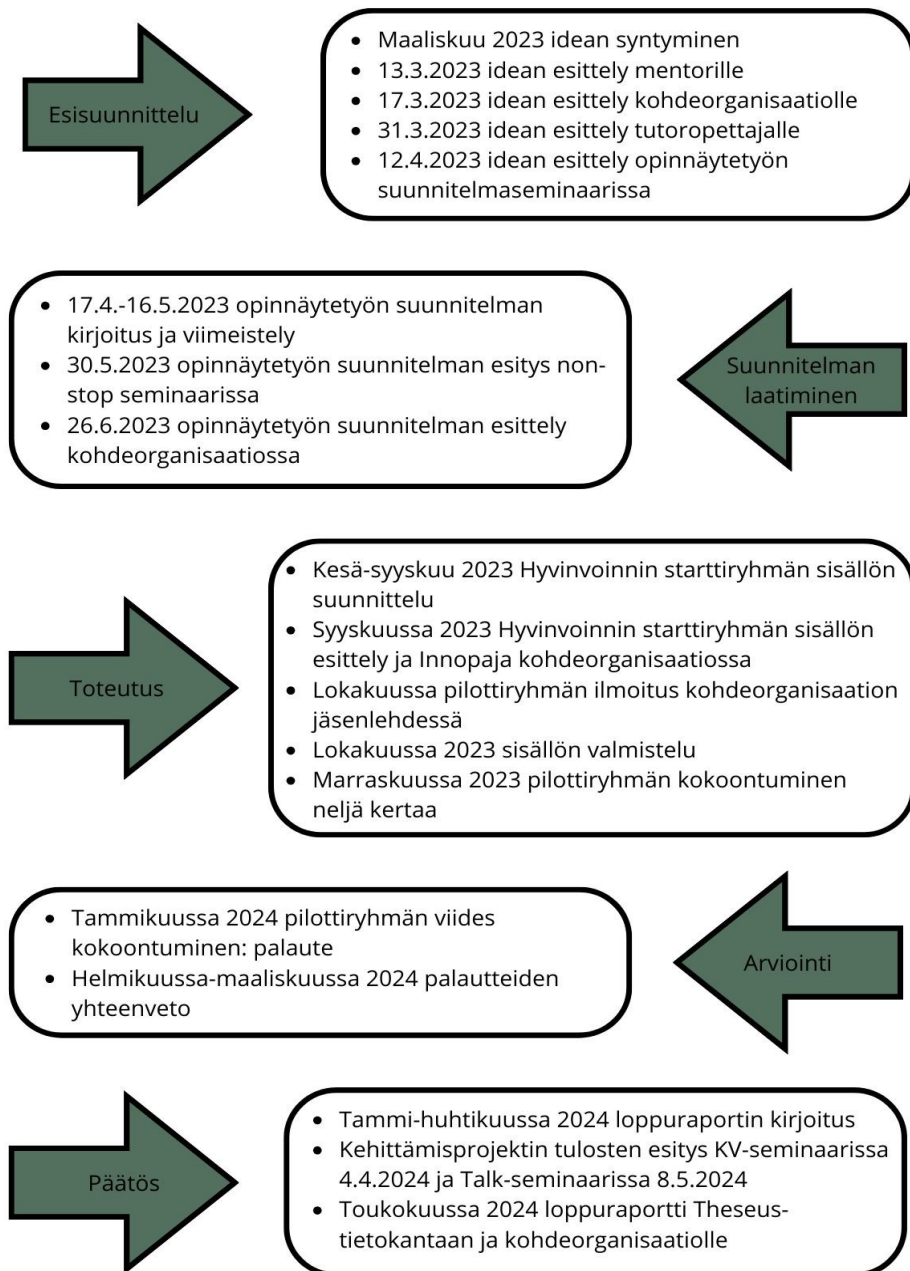 Esisuunnittelu
• Maaliskuu 2023 idean syntyminen
• 13.3.2023 idean esittely mentorille
• 17.3.2023 idean esittely kohdeorganisaatiolle
• 31.3.2023 idean esittely tutoropettajalle
• 12.4.2023 idean esittely opinnäytetyön
suunnitelmaseminaarissa
• 17.4.-16.5.2023 opinnäytetyön suunnitelman
kirjoitus ja viimeistely
• 30.5.2023 opinnäytetyön suunnitelman esitys non-
stop seminaarissa
• 26.6.2023 opinnäytetyön suunnitelman esittely
kohdeorganisaatiossa
Suunnitelman
laatiminen
Toteutus
• Kesä-syyskuu 2023 Hyvinvoinnin starttiryhmän sisällön
suunnittelu
• Syyskuussa 2023 Hyvinvoinnin starttiryhmän sisällön
esittely ja Innopaja kohdeorganisaatiossa
• Lokakuussa pilottiryhmän ilmoitus kohdeorganisaation
jäsenlehdessä
• Lokakuussa 2023 sisällön valmistelu
• Marraskuussa 2023 pilottiryhmän kokoontuminen
neljä kertaa
• Tammikuussa 2024 pilottiryhmän viides
kokoontuminen: palaute
• Helmikuussa-maaliskuussa 2024 palautteiden
yhteenveto
Arviointi
Päätös
• Tammi-huhtikuussa 2024 loppuraportin kirjoitus
• Kehittämisprojektin tulosten esitys KV-seminaarissa
4.4.2024 ja Talk-seminaarissa 8.5.2024
• Toukokuussa 2024 loppuraportti Theseus-
tietokantaan ja kohdeorganisaatiolle